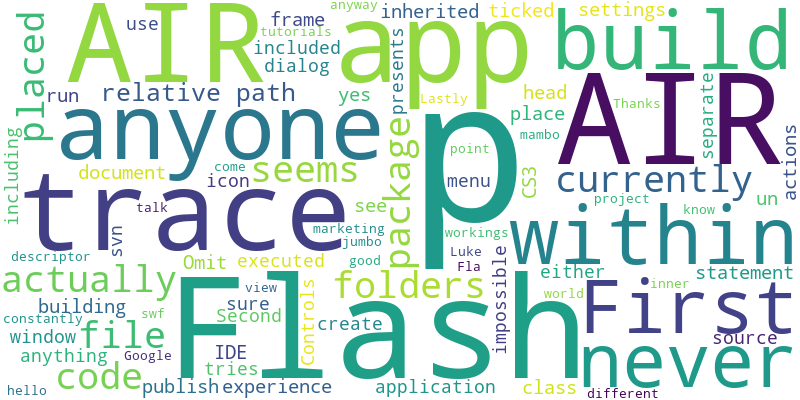 AIR
app
build
anyway
inherited
ticked
settings
use
frame
tutorials
included
dialog
placed
run
relative path
yes
presents
Lastly
head
Thanks
place
mambo
separate
AIR
actions
anyone
p
including
document
seems
package
point
menu
CS3
currently
icon
come
trace
talk
see
project
know
un
within
svn
marketing
jumbo
workings
descriptor
good
Luke
Fla
impossible
either
statement
Omit
executed
actually
folders
view
world
inner
First
building
sure
Second
Controls
create
constantly
swf
window
file
Flash
source
anything
Google
IDE
tries
never
code
hello
publish
experience
application
class
different